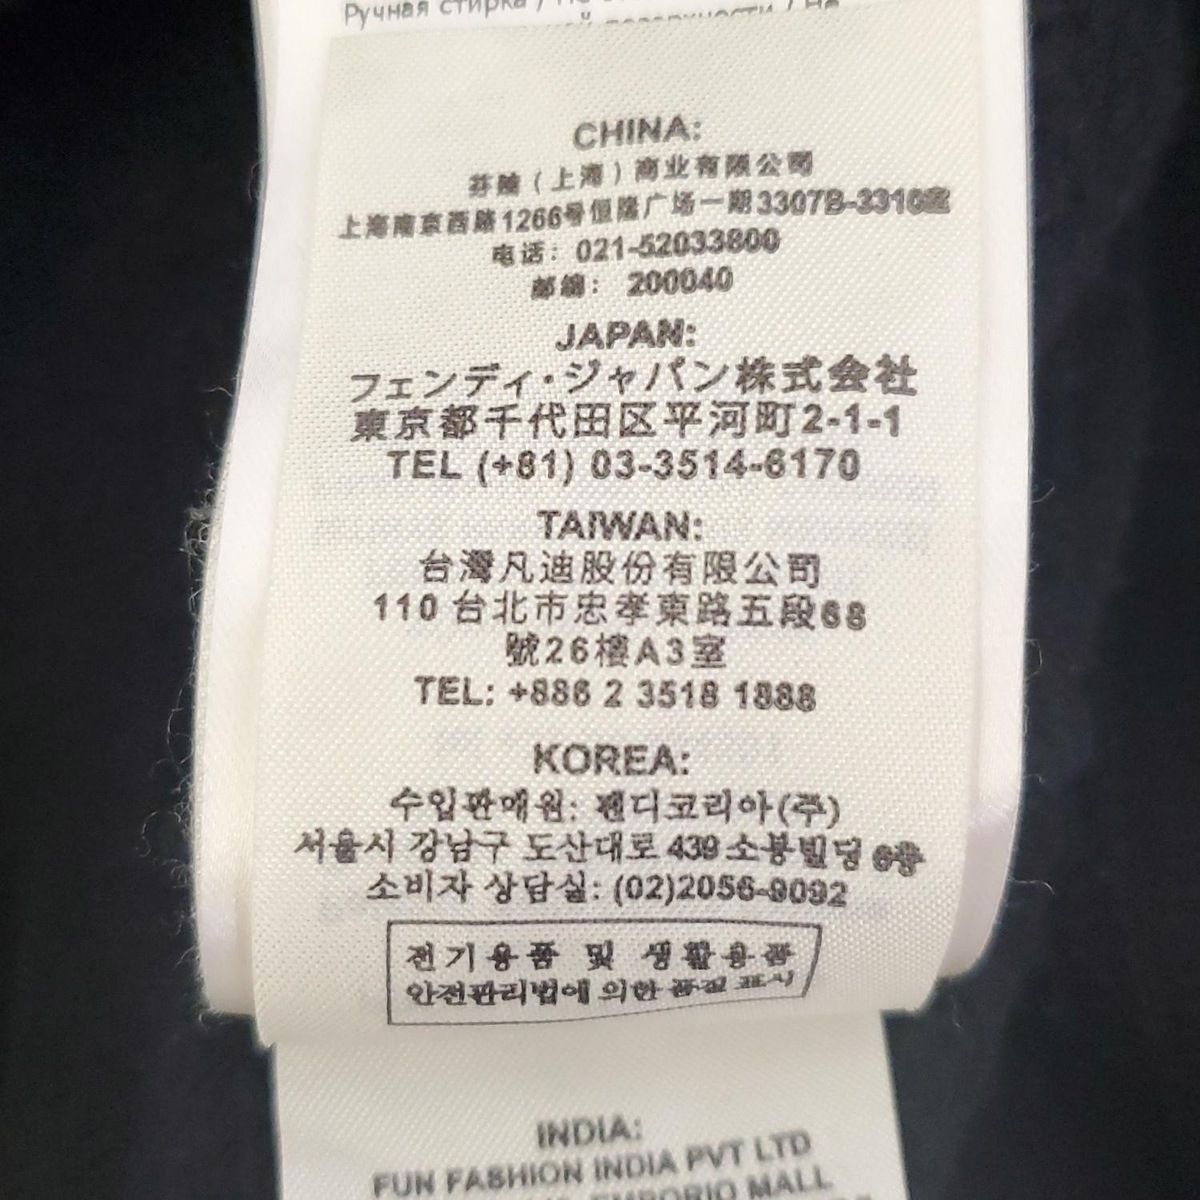 Ручная стирка /
поверхности / Не
CHINA:
芬迪（上海）商业有限公司
上海南京西路1266号恒隆广场一期3307B-3310室
电话：021-52033800
邮编：200040
JAPAN:
フェンディ・ジャパン株式会社
東京都千代田区平河町2-1-1
TEL (+81) 03-3514-6170
TAIWAN:
台灣凡迪股份有限公司
110 台北市忠孝東路五段68
號26樓A3室
TEL: +886 2 3518 1888
KOREA:
수입판매원: 펜디코리아(주)
서울시 강남구 도산대로 439 소봉빌딩 6층
소비자 상담실: (02)2056-9092
전기용품 및 생활용품
안전관리법에 의한 품질 표시
INDIA:
FUN FASHION INDIA PVT LTD
EMPORIO MALL